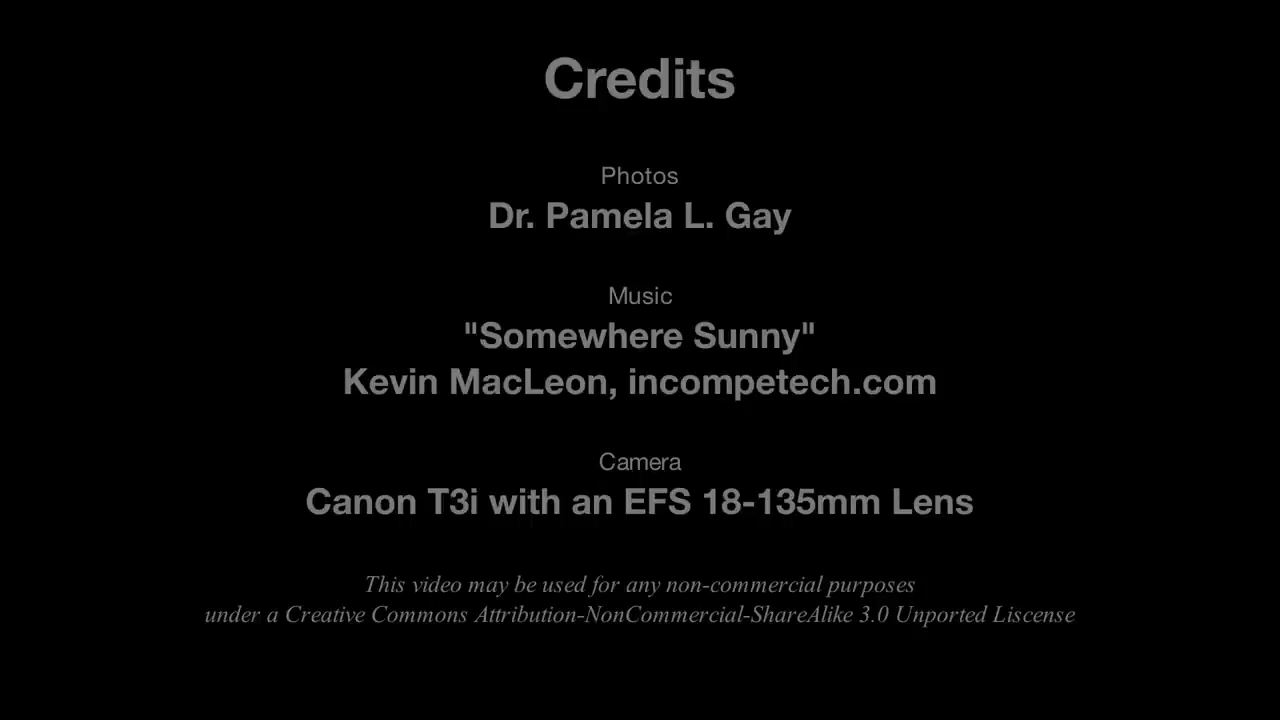 Credits
Photos
Dr. Pamela L. Gay
Music
"Somewhere Sunny"
Kevin MacLeon, incompetech.com
Camera
Canon T3i with an EFS 18-135mm Lens
This video may be used for any non-commercial purposes
under a Creative Commons Attribution-NonCommercial-ShareAlike 3.0 Unported Liscense